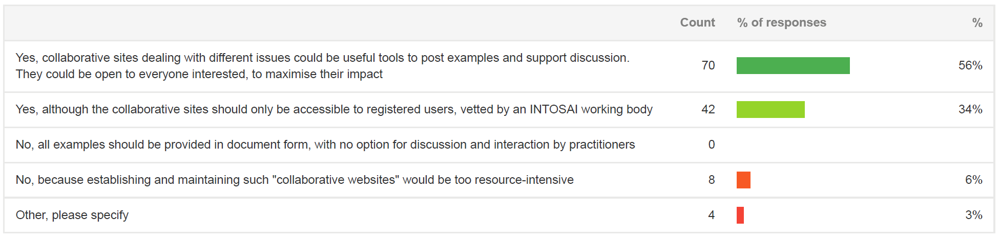 Count % of responses %
Yes, collaborative sites dealing with different issues could be useful tools to post examples and support discussion.
They could be open to everyone interested, to maximise their impact
70 56%
Yes, although the collaborative sites should only be accessible to registered users, vetted by an INTOSAI working body 42 34%
No, all examples should be provided in document form, with no option for discussion and interaction by practitioners 0
No, because establishing and maintaining such "collaborative websites" would be too resource-intensive 8 6%
Other, please specify 4 3%